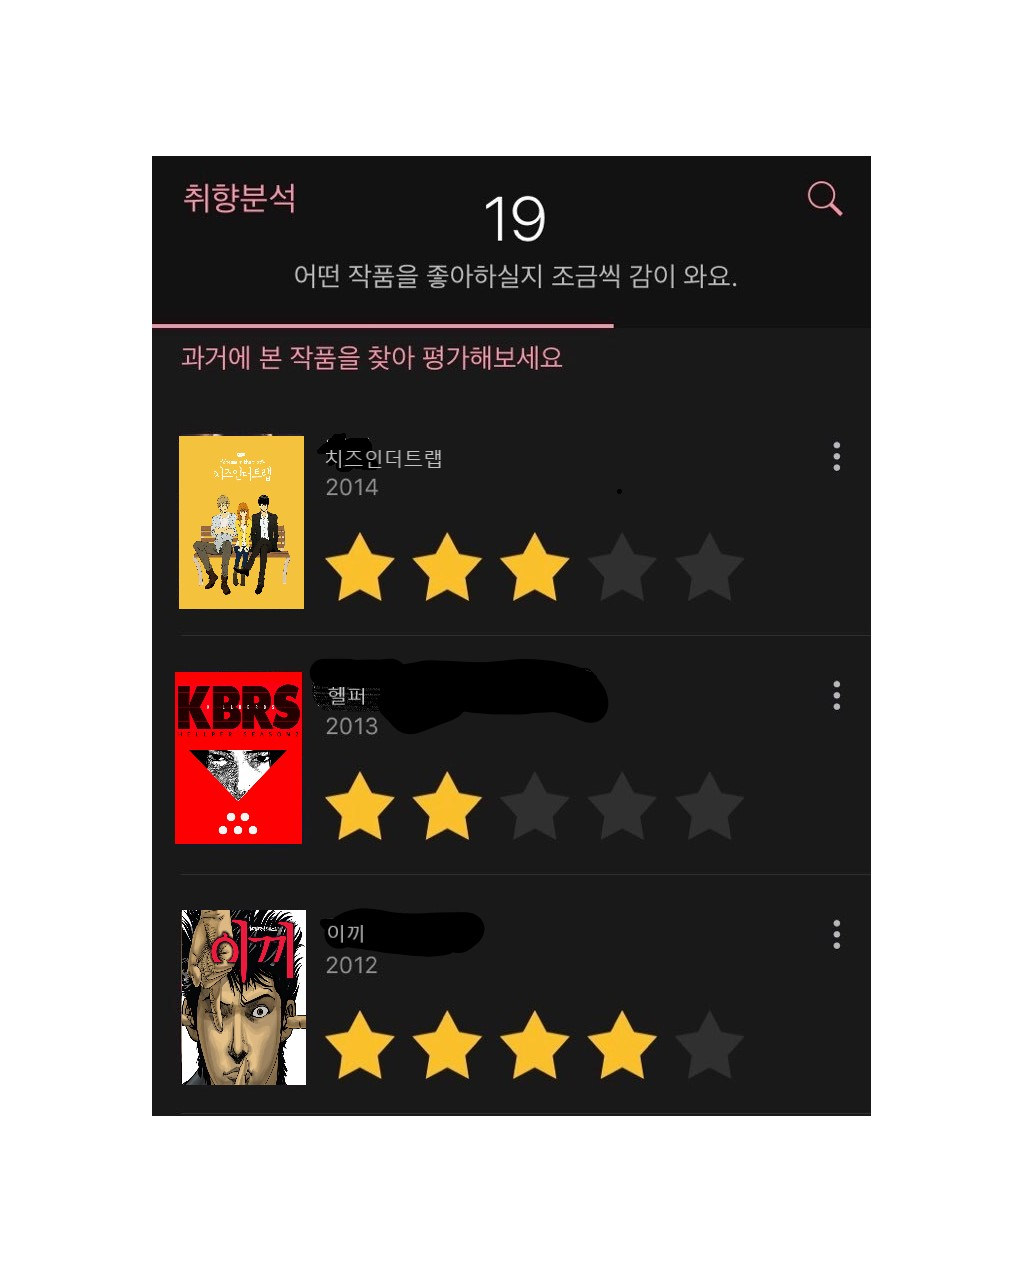 취향분석
19
어떤 작품을 좋아하실지 조금씩 감이 와요.
과거에 본 작품을 찾아 평가해보세요
치즈인더트랩
치즈인더트랩
2014
KBRS
KILLBERDS
HELLPER SEASON2
헬퍼
2013
이끼
이끼
2012